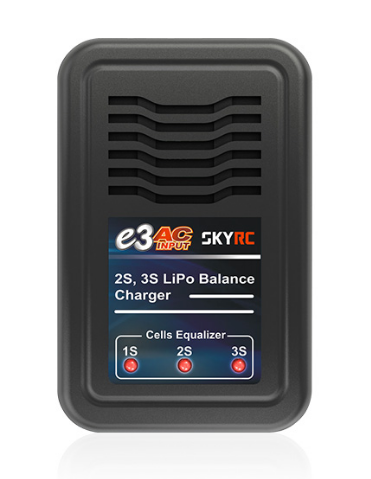 e3 AC INPUT SKYRC
2S, 3S LiPo Balance
Charger
Cells Equalizer
1S 2S 3S